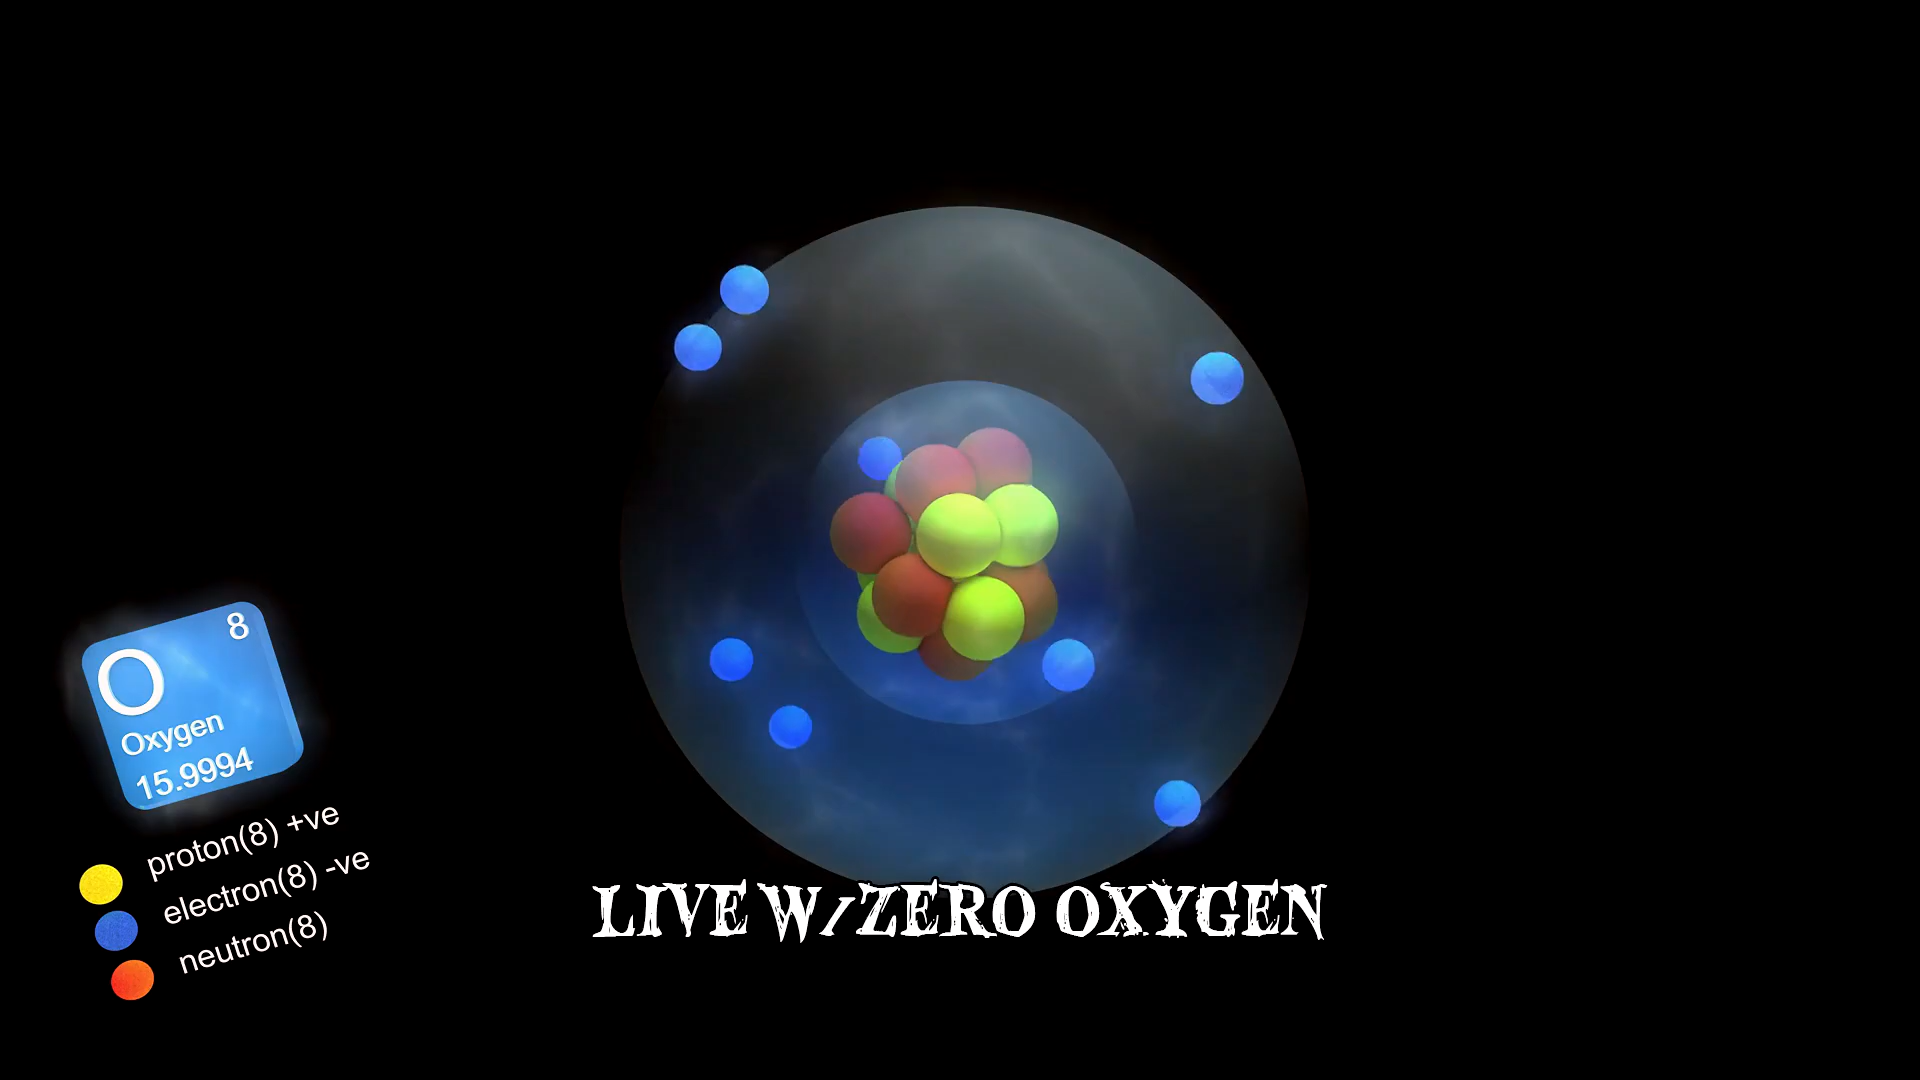 8
O
Oxygen
15.9994
proton(8) +ve
electron(8) -ve
neutron(8)
LIVE W/ZERO OXYGEN